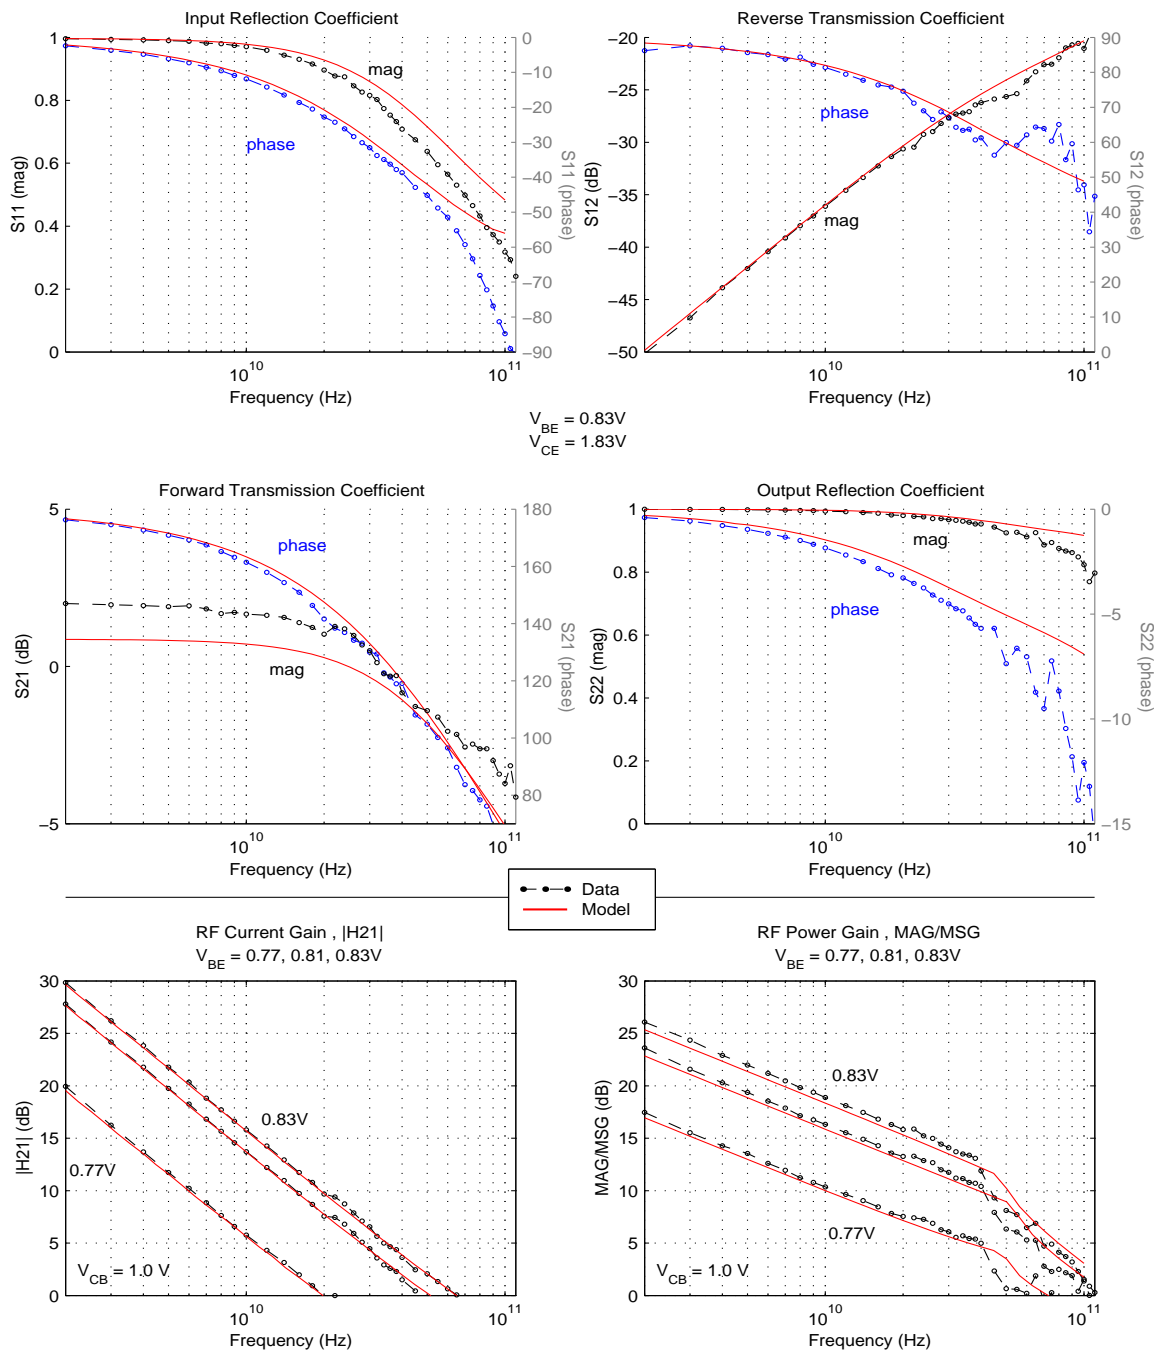 Input Reflection Coefficient
1
0.8
0.6
0.4
0.2
0
S11 (mag)
0
−10
−20
−30
−40
−50
−60
−70
−80
−90
S11 (phase)
mag
phase
10^10
10^11
Frequency (Hz)
Reverse Transmission Coefficient
−20
−25
−30
−35
−40
−45
−50
S12 (dB)
90
80
70
60
50
40
30
20
10
0
S12 (phase)
phase
mag
10^10
10^11
Frequency (Hz)
V_BE = 0.83V
V_CE = 1.83V
Forward Transmission Coefficient
5
0
−5
S21 (dB)
180
160
140
120
100
80
S21 (phase)
phase
mag
10^10
10^11
Frequency (Hz)
Output Reflection Coefficient
1
0.8
0.6
0.4
0.2
0
S22 (mag)
0
−5
−10
−15
S22 (phase)
mag
phase
10^10
10^11
Frequency (Hz)
Data
Model
RF Current Gain , |H21|
V_BE = 0.77, 0.81, 0.83V
30
25
20
15
10
5
0
|H21| (dB)
0.83V
0.77V
V_CB = 1.0 V
10^10
10^11
Frequency (Hz)
RF Power Gain , MAG/MSG
V_BE = 0.77, 0.81, 0.83V
30
25
20
15
10
5
0
MAG/MSG (dB)
0.83V
0.77V
V_CB = 1.0V
10^10
10^11
Frequency (Hz)